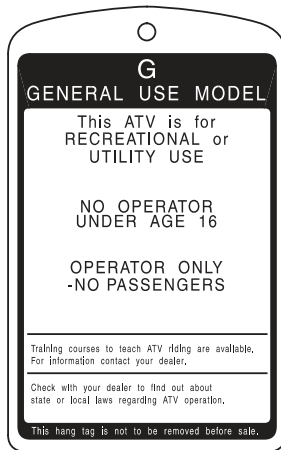 G
GENERAL USE MODEL
This ATV is for
RECREATIONAL or
UTILITY USE
NO OPERATOR
UNDER AGE 16
OPERATOR ONLY
-NO PASSENGERS
Training courses to teach ATV riding are available.
For information contact your dealer.
Check with your dealer to find out about
state or local laws regarding ATV operation.
This hang tag is not to be removed before sale.